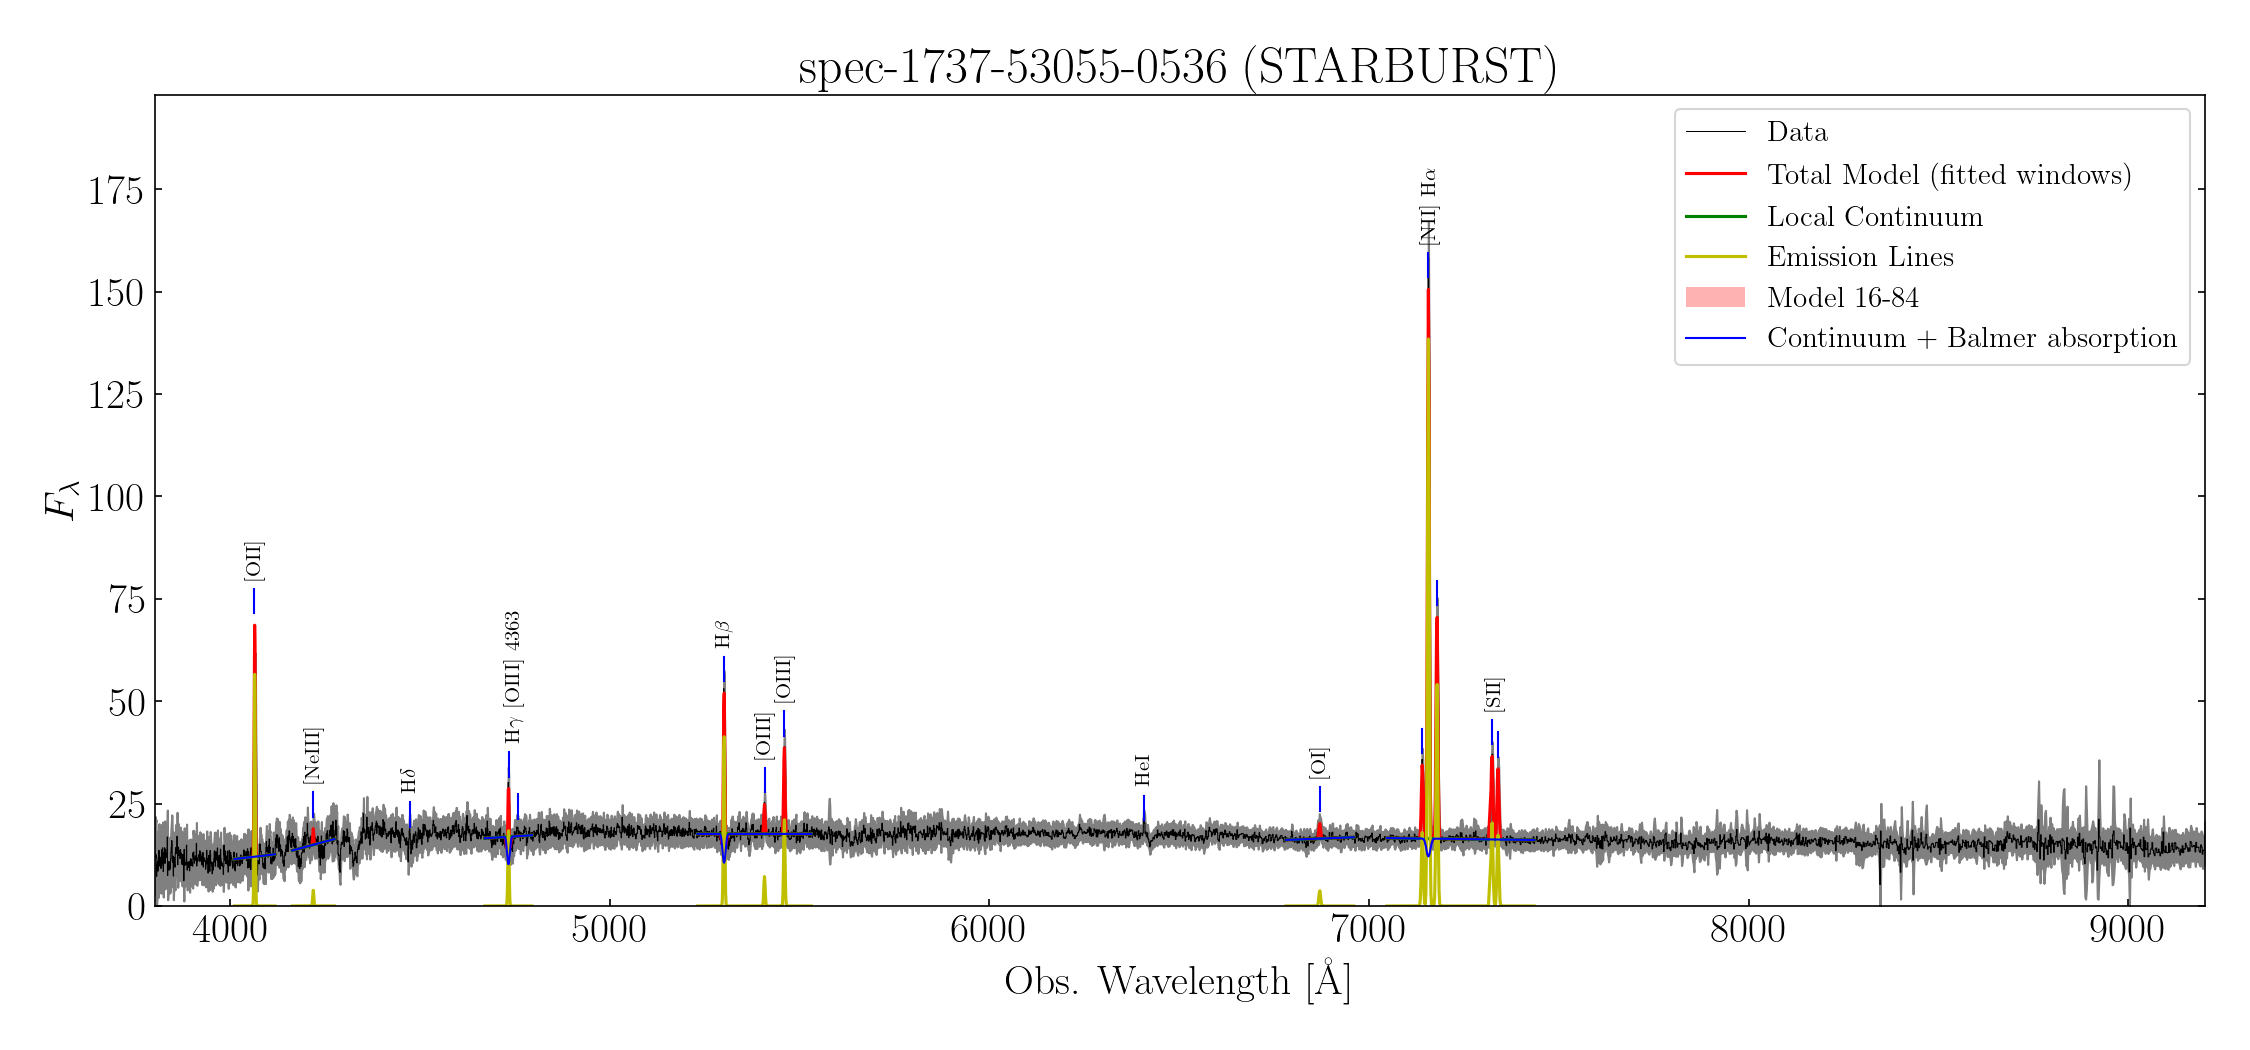 spec-1737-53055-0536 (STARBURST)
Data
Total Model (fitted windows)
Local Continuum
Emission Lines
Model 16-84
Continuum + Balmer absorption
175
150
125
100
75
50
25
0
Fλ
[OII]
[NeIII]
Hδ
Hγ [OIII] 4363
Hβ
[OIII]
[OIII]
HeI
[OI]
[NII] Hα
[SII]
4000
5000
6000
7000
8000
9000
Obs. Wavelength [Å]